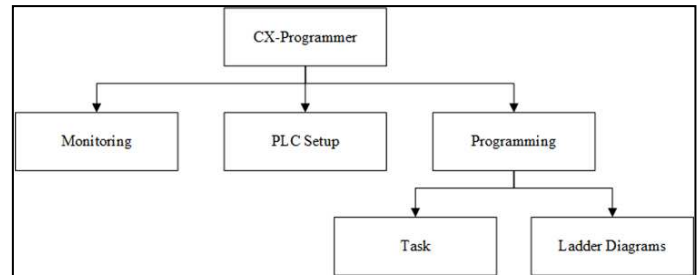 CX-Programmer
Monitoring
PLC Setup
Programming
Task
Ladder Diagrams